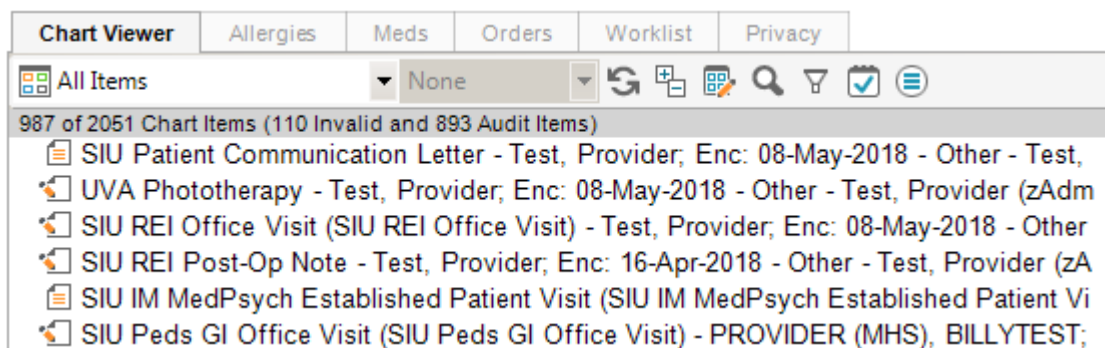 Chart Viewer Allergies Meds Orders Worklist Privacy
All Items None
987 of 2051 Chart Items (110 Invalid and 893 Audit Items)
SIU Patient Communication Letter - Test, Provider; Enc: 08-May-2018 - Other - Test,
UVA Phototherapy - Test, Provider; Enc: 08-May-2018 - Other - Test, Provider (zAdm
SIU REI Office Visit (SIU REI Office Visit) - Test, Provider; Enc: 08-May-2018 - Other
SIU REI Post-Op Note - Test, Provider; Enc: 16-Apr-2018 - Other - Test, Provider (zA
SIU IM MedPsych Established Patient Visit (SIU IM MedPsych Established Patient Vi
SIU Peds GI Office Visit (SIU Peds GI Office Visit) - PROVIDER (MHS), BILLYTEST;